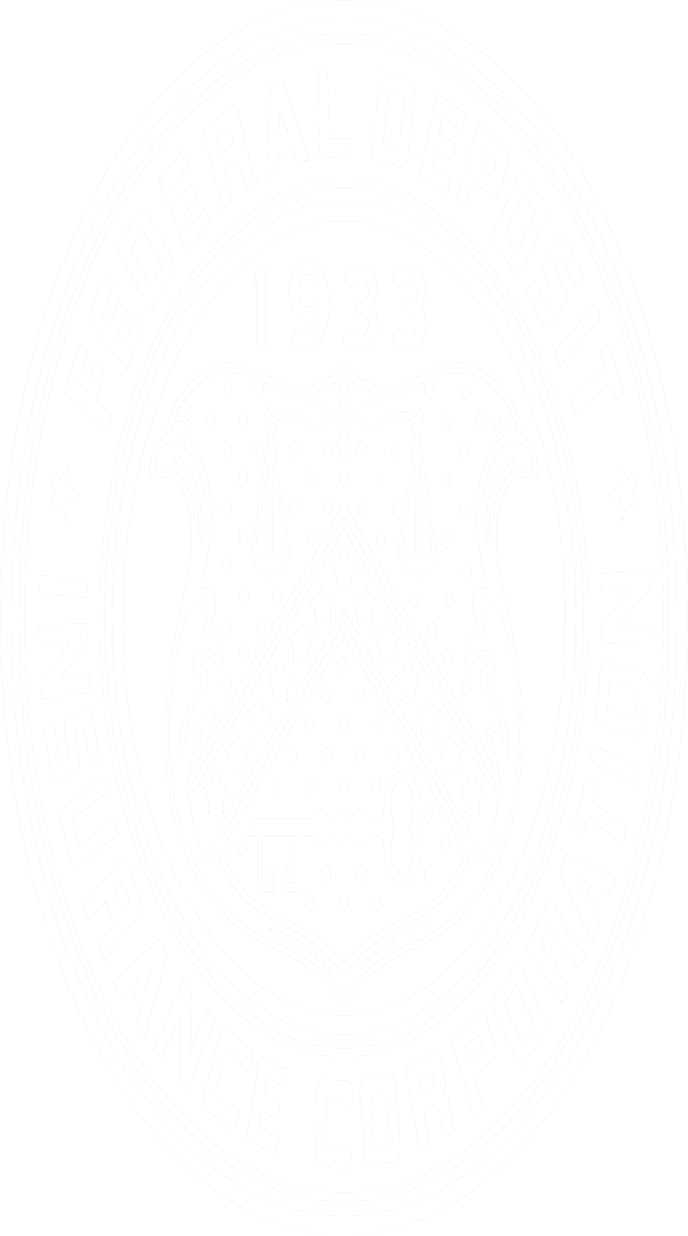 FEDERAL DEPOSIT
1933
INSURANCE CORPORATION